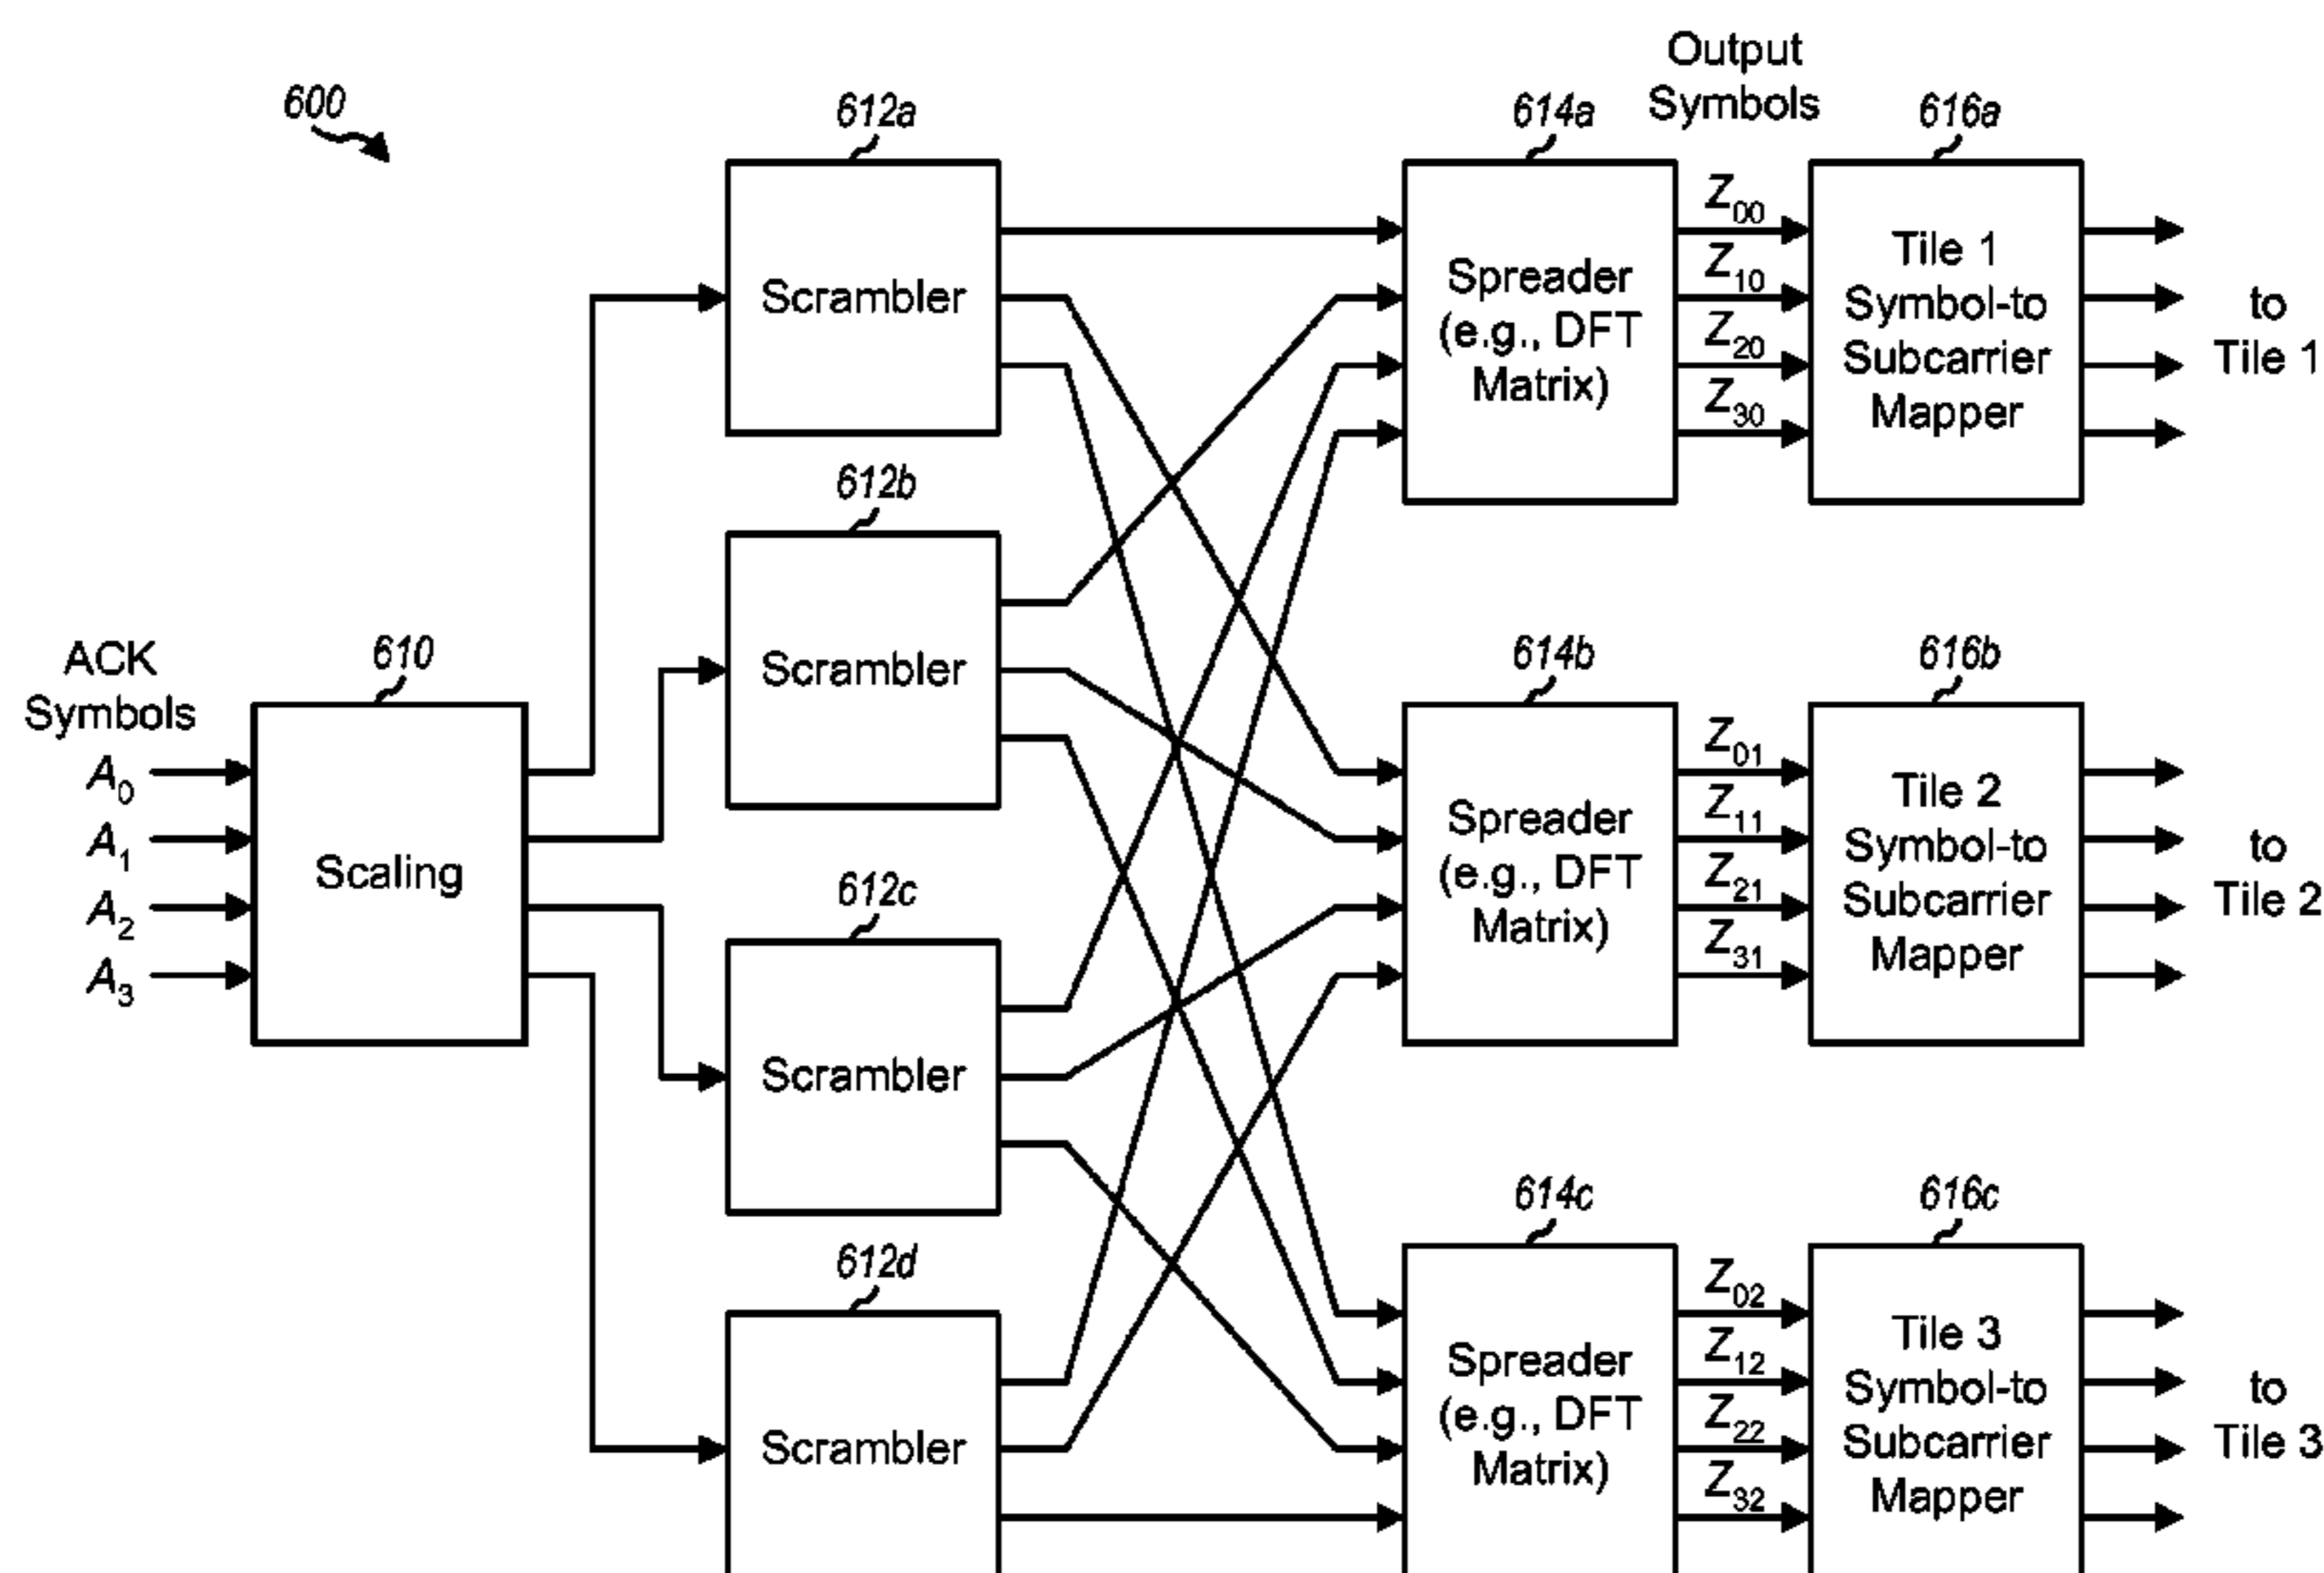 600
612a
Scrambler
612b
Scrambler
612c
Scrambler
612d
Scrambler
ACK
Symbols
A0
A1
A2
A3
610
Scaling
614a
Spreader
(e.g., DFT
Matrix)
Output
Symbols
Z00
Z10
Z20
Z30
616a
Tile 1
Symbol-to
Subcarrier
Mapper
to
Tile 1
614b
Spreader
(e.g., DFT
Matrix)
Z01
Z11
Z21
Z31
616b
Tile 2
Symbol-to
Subcarrier
Mapper
to
Tile 2
614c
Spreader
(e.g., DFT
Matrix)
Z02
Z12
Z22
Z32
616c
Tile 3
Symbol-to
Subcarrier
Mapper
to
Tile 3